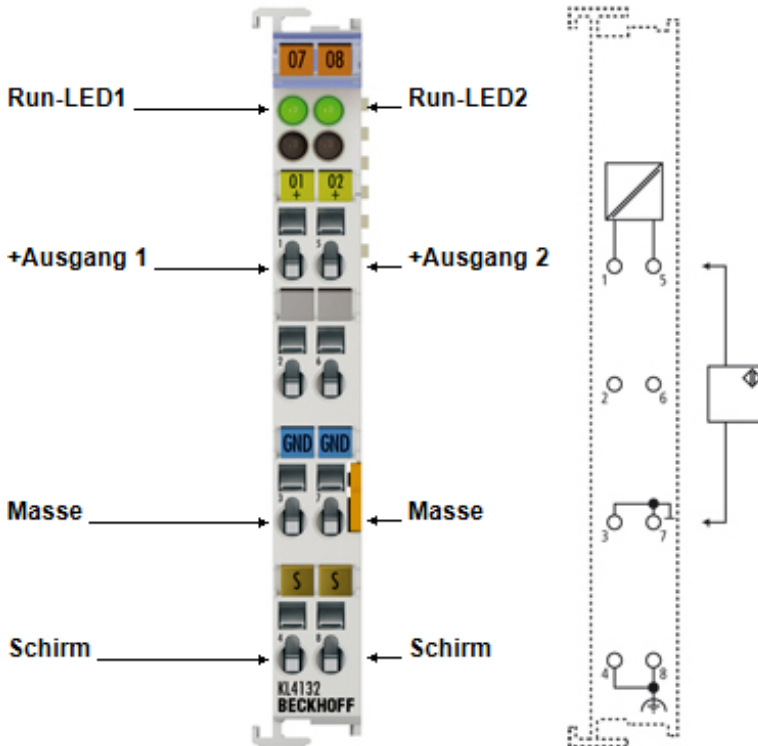 07 08
Run-LED1
Run-LED2
01 02
+ +
1 5
+Ausgang 1
+Ausgang 2
1 5
2 6
2 6
GND GND
3 7
Masse
Masse
3 7
S S
4 8
Schirm
Schirm
4 8
KL4132
BECKHOFF